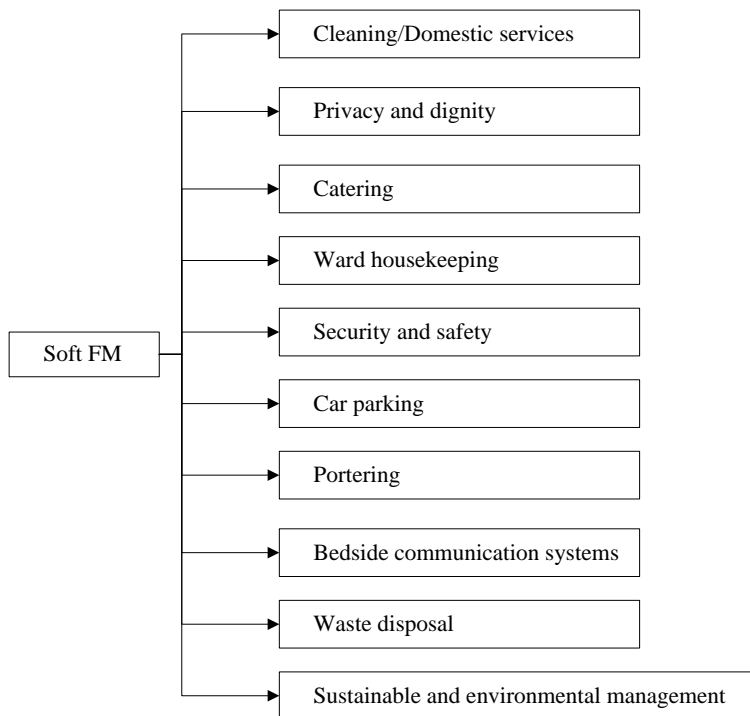 Cleaning/Domestic services
Privacy and dignity
Catering
Ward housekeeping
Security and safety
Soft FM
Car parking
Portering
Bedside communication systems
Waste disposal
Sustainable and environmental management